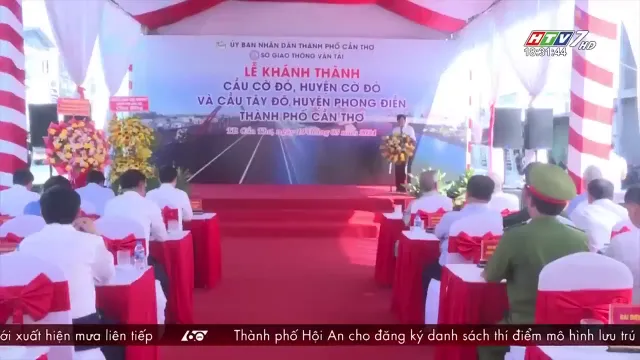 HTV7 HD
18:31:44
ỦY BAN NHÂN DÂN THÀNH PHỐ CẦN THƠ
SỞ GIAO THÔNG VẬN TẢI
LỄ KHÁNH THÀNH
CẦU CỜ ĐỎ, HUYỆN CỜ ĐỎ
VÀ CẦU TÂY ĐÔ, HUYỆN PHONG ĐIỀN
THÀNH PHỐ CẦN THƠ
ới xuất hiện mưa liên tiếp
Thành phố Hội An cho đăng ký danh sách thí điểm mô hình lưu trú